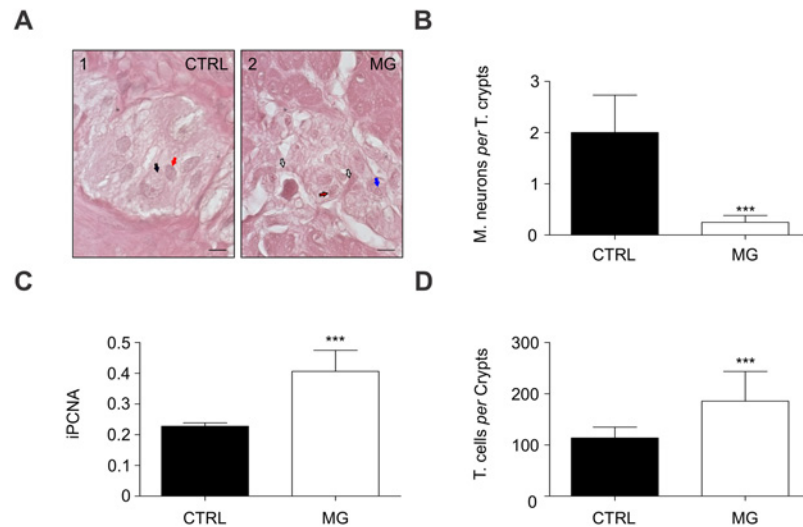 A
1 CTRL
2 MG
B
M. neurons per T. crypts
3
2
1
0
***
CTRL MG
C
iPCNA
0.5
0.4
0.3
0.2
0.1
0
***
CTRL MG
D
T. cells per Crypts
300
200
100
0
***
CTRL MG